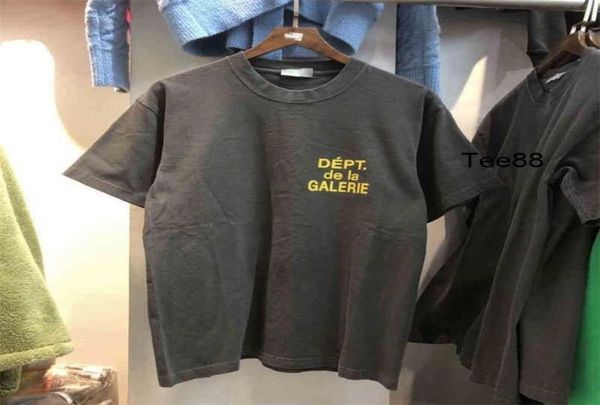 DÉPT.
de la
GALERIE
Tee88